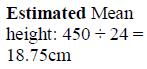 Estimated Mean
height: 450 ÷ 24 =
18.75cm